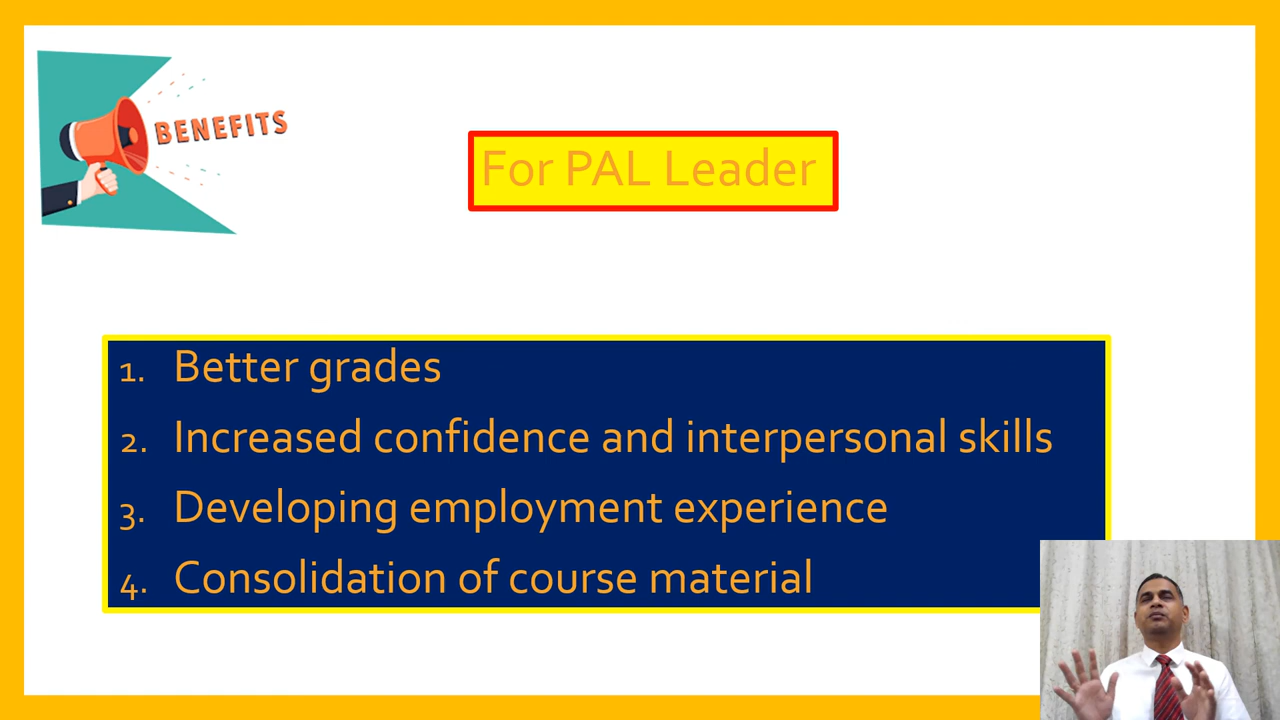 BENEFITS
For PAL Leader
1. Better grades
2. Increased confidence and interpersonal skills
3. Developing employment experience
4. Consolidation of course material